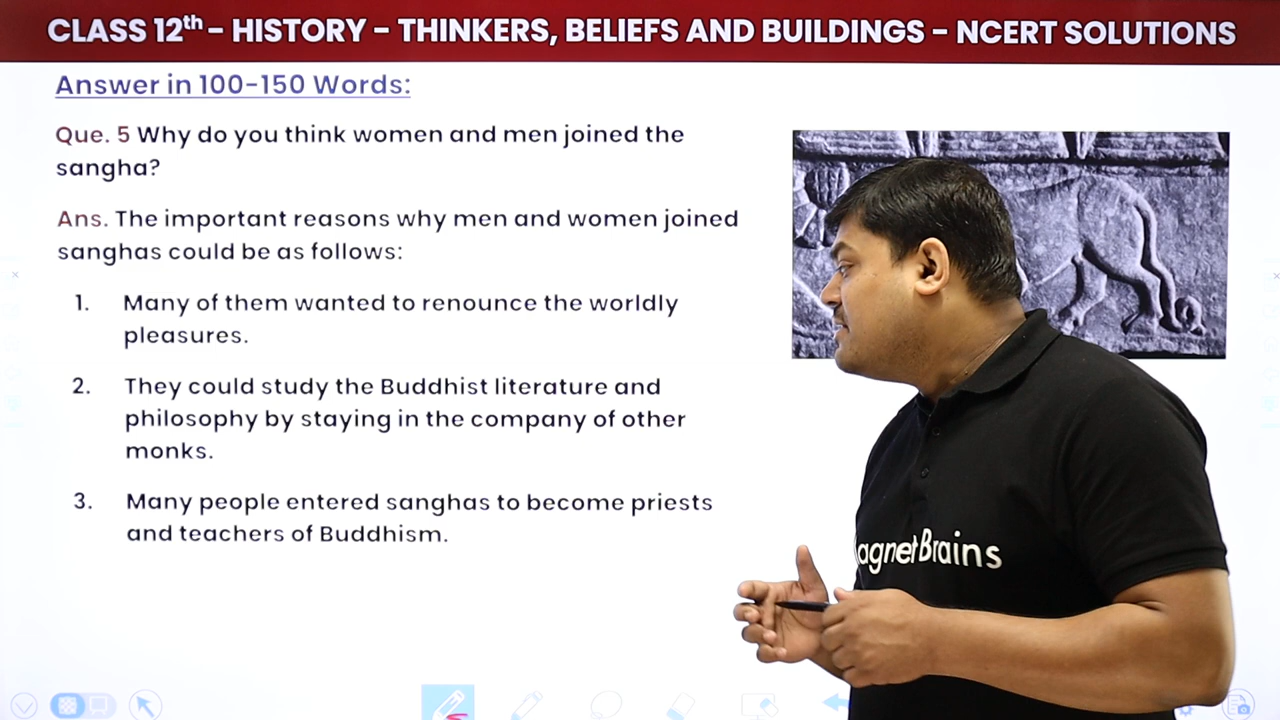 CLASS 12th – HISTORY – THINKERS, BELIEFS AND BUILDINGS – NCERT SOLUTIONS
Answer in 100-150 Words:
Que. 5 Why do you think women and men joined the
sangha?
Ans. The important reasons why men and women joined
sanghas could be as follows:
1. Many of them wanted to renounce the worldly
pleasures.
2. They could study the Buddhist literature and
philosophy by staying in the company of other
monks.
3. Many people entered sanghas to become priests
and teachers of Buddhism.
agnetBrains